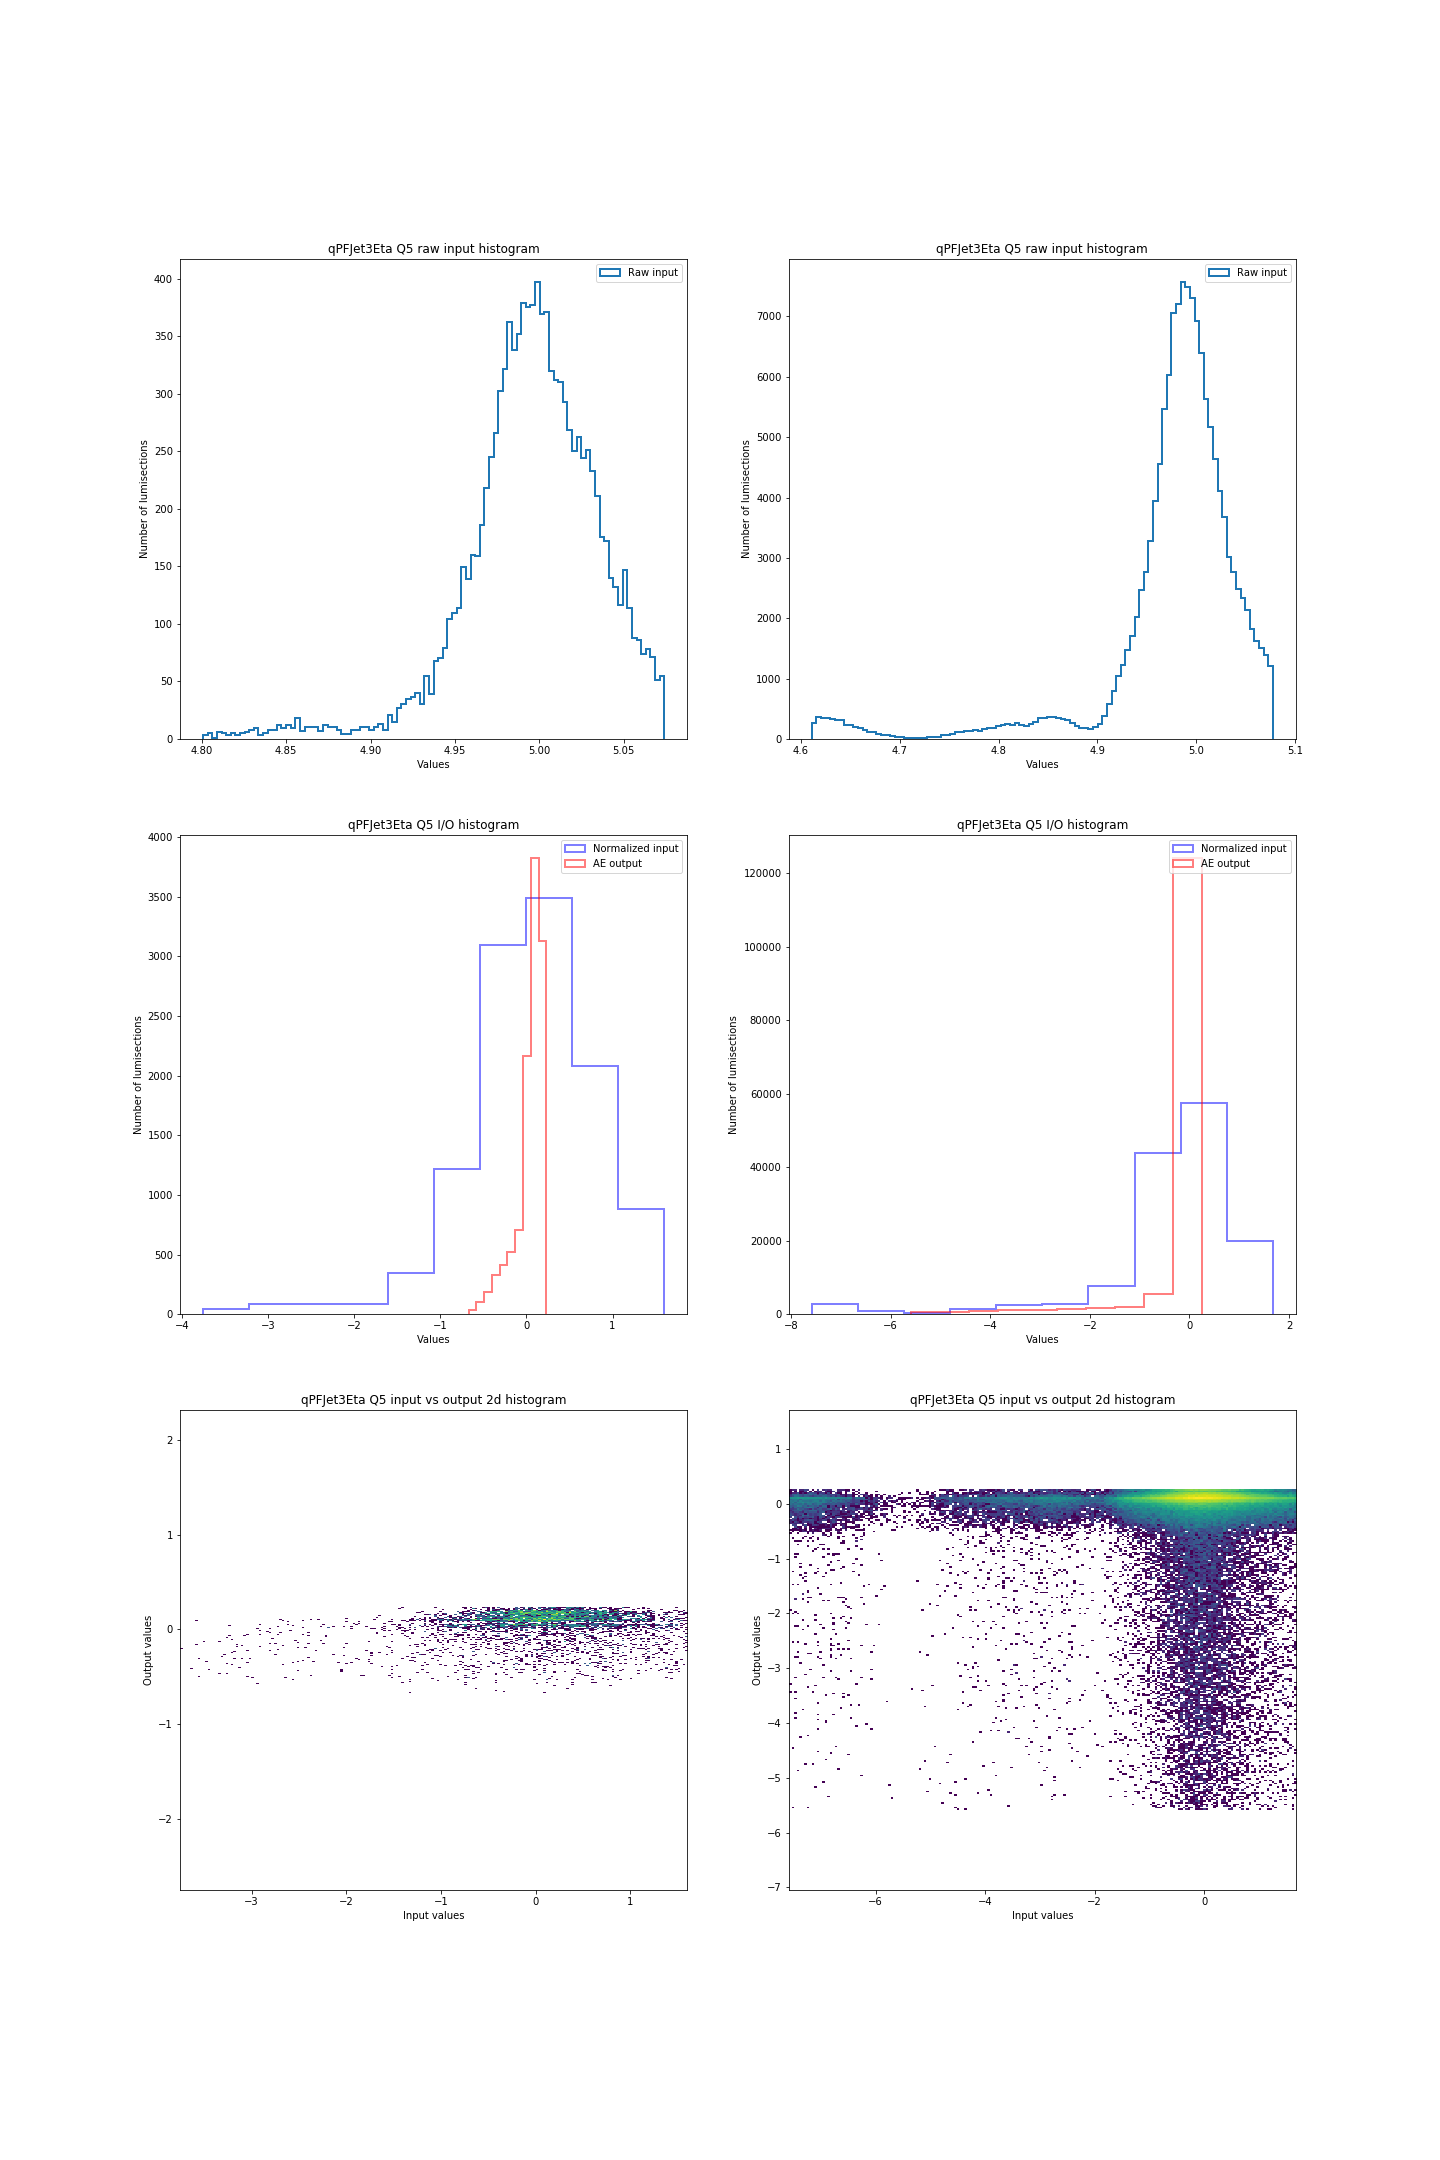 qPFJet3Eta Q5 raw input histogram
Raw input
400
350
300
250
200
150
100
50
0
Number of lumisections
4.80 4.85 4.90 4.95 5.00 5.05
Values
qPFJet3Eta Q5 raw input histogram
Raw input
7000
6000
5000
4000
3000
2000
1000
0
Number of lumisections
4.6 4.7 4.8 4.9 5.0 5.1
Values
qPFJet3Eta Q5 I/O histogram
Normalized input
AE output
4000
3500
3000
2500
2000
1500
1000
500
0
Number of lumisections
−4 −3 −2 −1 0 1
Values
qPFJet3Eta Q5 I/O histogram
Normalized input
AE output
120000
100000
80000
60000
40000
20000
0
Number of lumisections
−8 −6 −4 −2 0 2
Values
qPFJet3Eta Q5 input vs output 2d histogram
2
1
0
−1
−2
Output values
−3 −2 −1 0 1
Input values
qPFJet3Eta Q5 input vs output 2d histogram
1
0
−1
−2
−3
−4
−5
−6
−7
Output values
−6 −4 −2 0
Input values